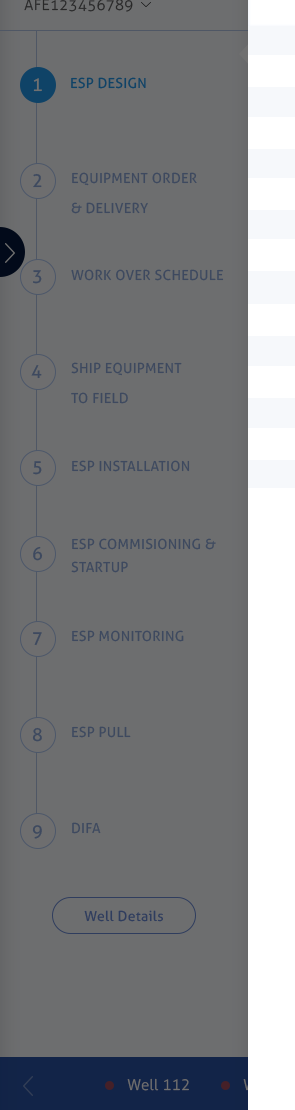 AFE123456789
1 ESP DESIGN
2 EQUIPMENT ORDER
& DELIVERY
3 WORK OVER SCHEDULE
4 SHIP EQUIPMENT
TO FIELD
5 ESP INSTALLATION
6 ESP COMMISIONING &
STARTUP
7 ESP MONITORING
8 ESP PULL
9 DIFA
Well Details
Well 112